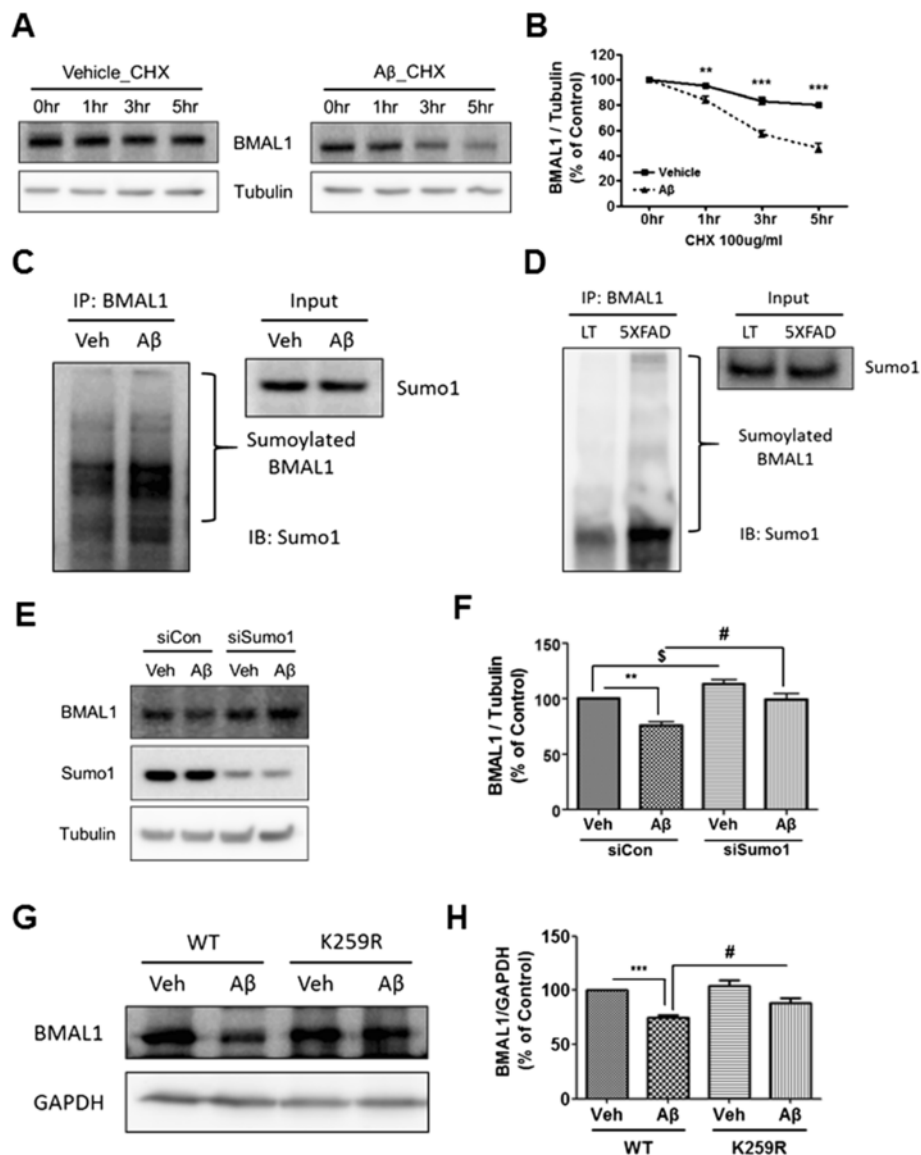 A
Vehicle_CHX
Aβ_CHX
0hr 1hr 3hr 5hr
0hr 1hr 3hr 5hr
BMAL1
Tubulin
B
BMAL1 / Tubulin
(% of Control)
120
100
80
60
40
20
0
**
***
***
Vehicle
Aβ
0hr 1hr 3hr 5hr
CHX 100ug/ml
C
IP: BMAL1
Input
Veh Aβ
Veh Aβ
Sumo1
Sumoylated
BMAL1
IB: Sumo1
D
IP: BMAL1
Input
LT 5XFAD
LT 5XFAD
Sumo1
Sumoylated
BMAL1
IB: Sumo1
E
siCon siSumo1
Veh Aβ Veh Aβ
BMAL1
Sumo1
Tubulin
F
BMAL1 / Tubulin
(% of Control)
150
100
50
0
#
$
**
Veh Aβ Veh Aβ
siCon siSumo1
G
WT K259R
Veh Aβ Veh Aβ
BMAL1
GAPDH
H
BMAL1/GAPDH
(% of Control)
150
100
50
0
#
***
Veh Aβ Veh Aβ
WT K259R